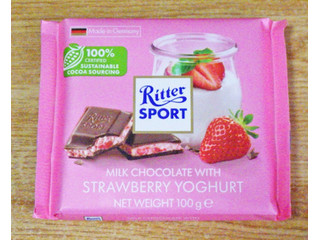 Made in Germany
100%
CERTIFIED
SUSTAINABLE
COCOA SOURCING
Ritter
SPORT
MILK CHOCOLATE WITH
STRAWBERRY YOGHURT
NET WEIGHT 100 g ℮